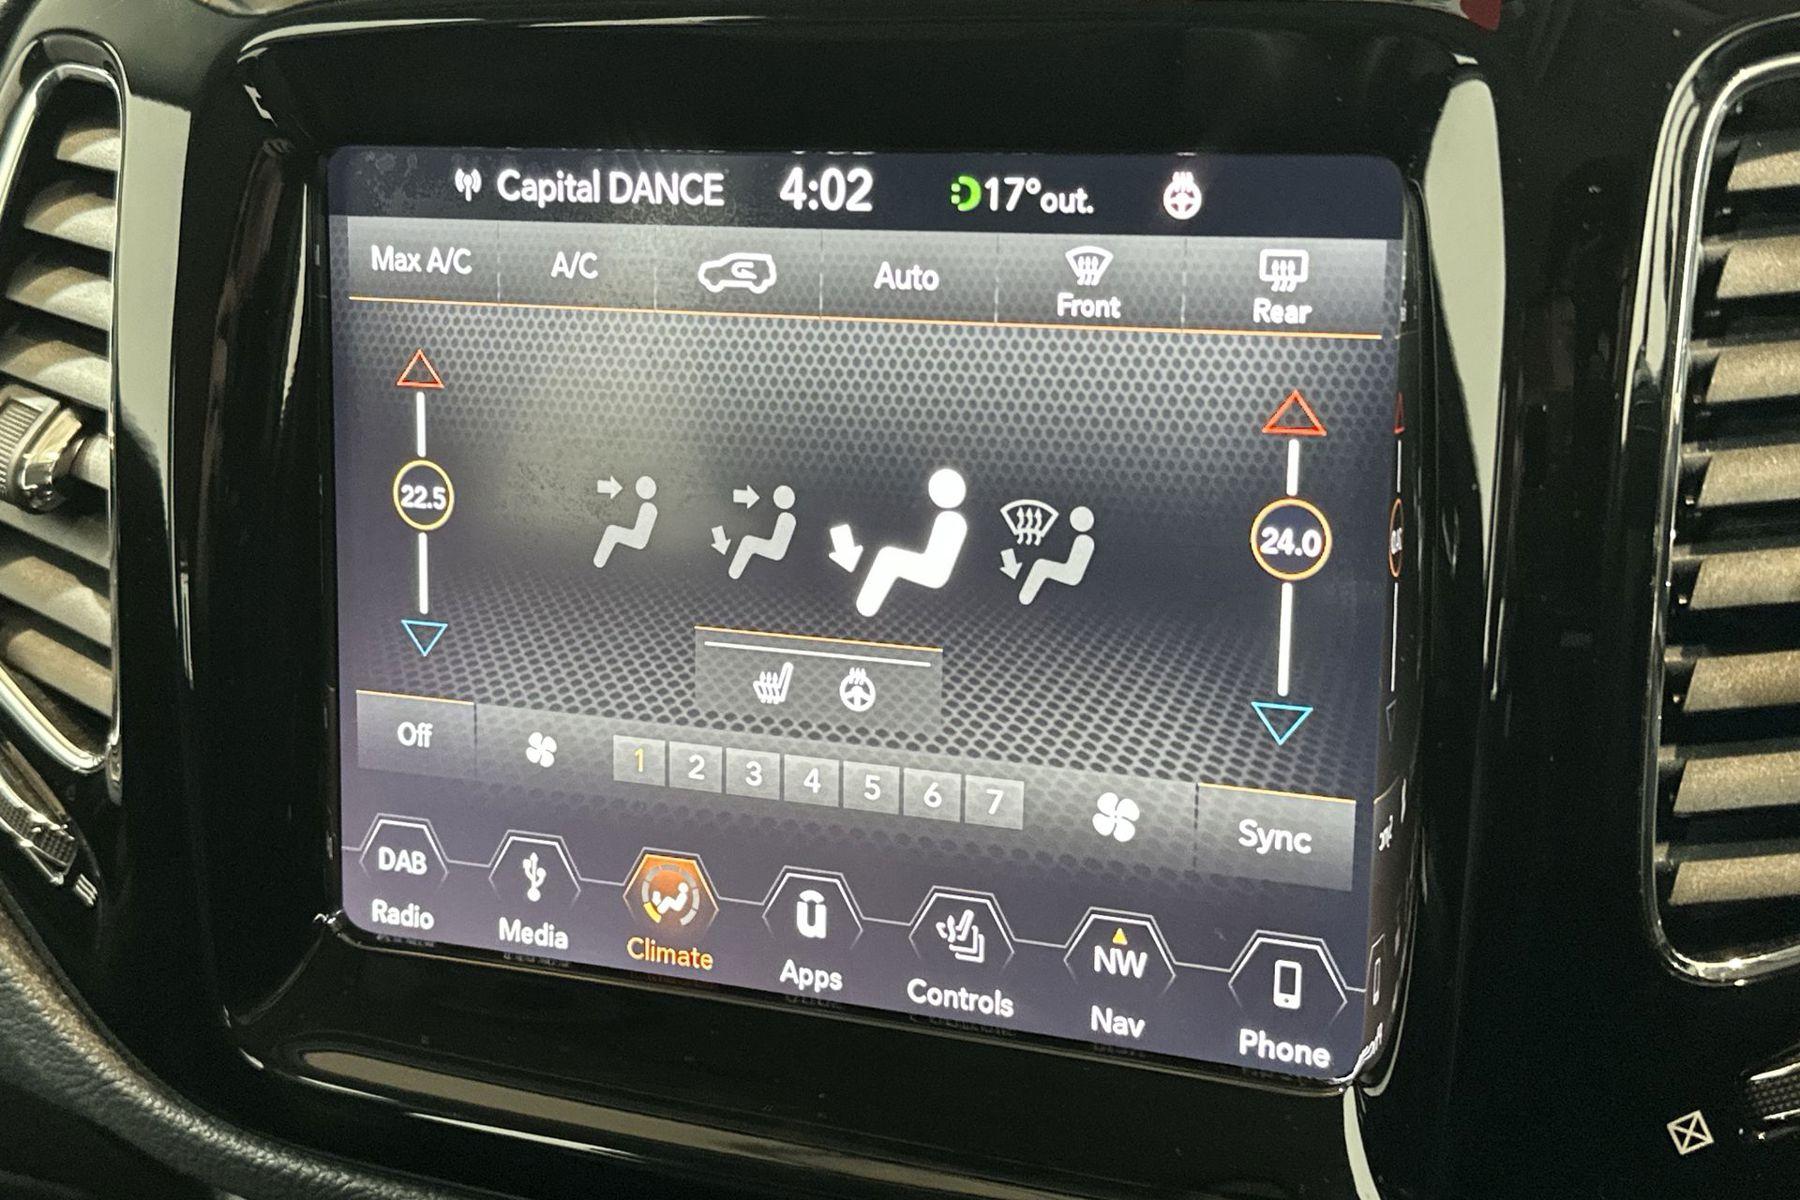 Capital DANCE 4:02 17° out.
Max A/C A/C Auto Front Rear
22.5 24.0
Off 1 2 3 4 5 6 7 Sync
DAB NW
Radio Media Climate Apps Controls Nav Phone